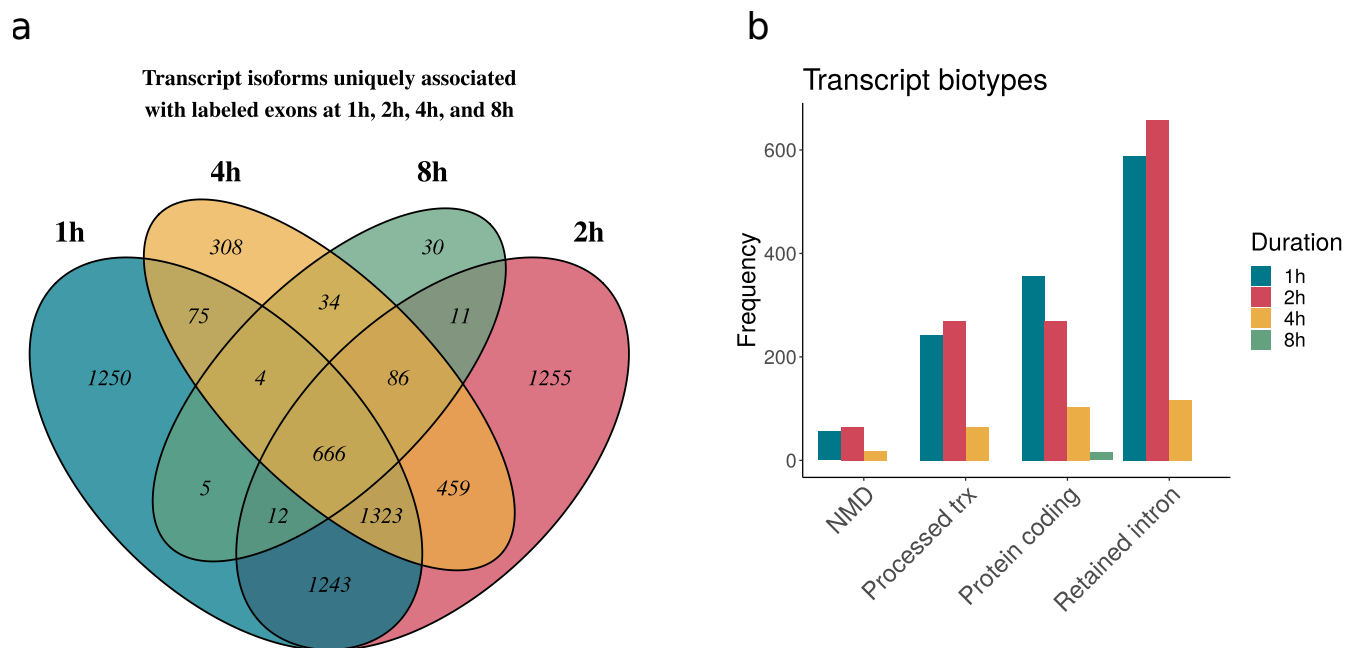 a
Transcript isoforms uniquely associated
with labeled exons at 1h, 2h, 4h, and 8h
4h
8h
1h
2h
308
30
75
34
11
1250
4
86
1255
666
5
459
12
1323
1243
b
Transcript biotypes
Frequency
600
400
200
0
NMD
Processed trx
Protein coding
Retained intron
Duration
1h
2h
4h
8h